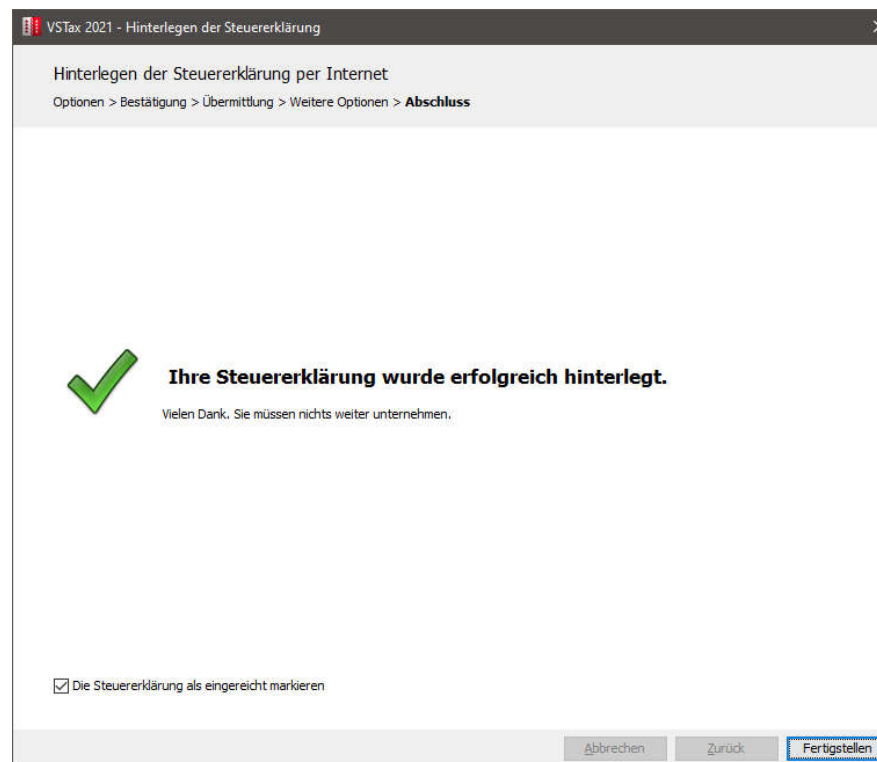 VSTax 2021 - Hinterlegen der Steuererklärung
Hinterlegen der Steuererklärung per Internet
Optionen > Bestätigung > Übermittlung > Weitere Optionen > Abschluss
Ihre Steuererklärung wurde erfolgreich hinterlegt.
Vielen Dank. Sie müssen nichts weiter unternehmen.
Die Steuererklärung als eingereicht markieren
Abbrechen Zurück Fertigstellen